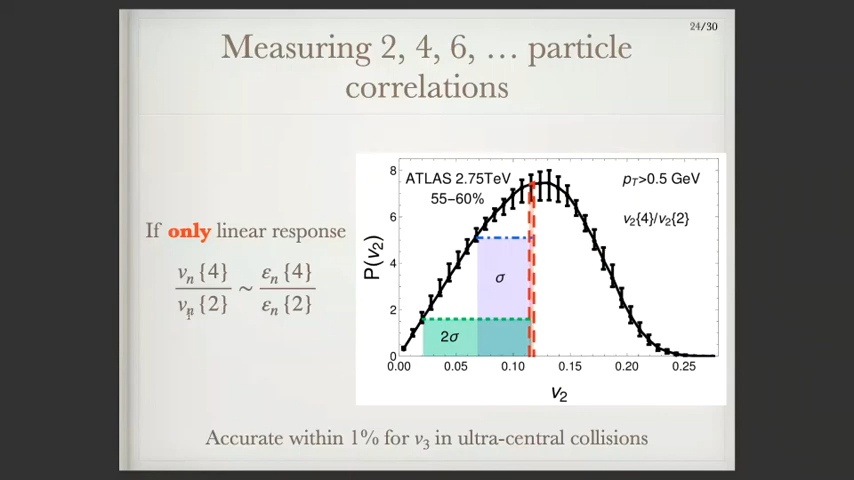 24/30
Measuring 2, 4, 6, … particle
correlations
If only linear response
vₙ{4}/vₙ{2} ~ εₙ{4}/εₙ{2}
ATLAS 2.75TeV
55–60%
pT>0.5 GeV
v₂{4}/v₂{2}
P(v₂)
8
6
4
2
0
σ
2σ
0.00 0.05 0.10 0.15 0.20 0.25
v₂
Accurate within 1% for v₃ in ultra-central collisions